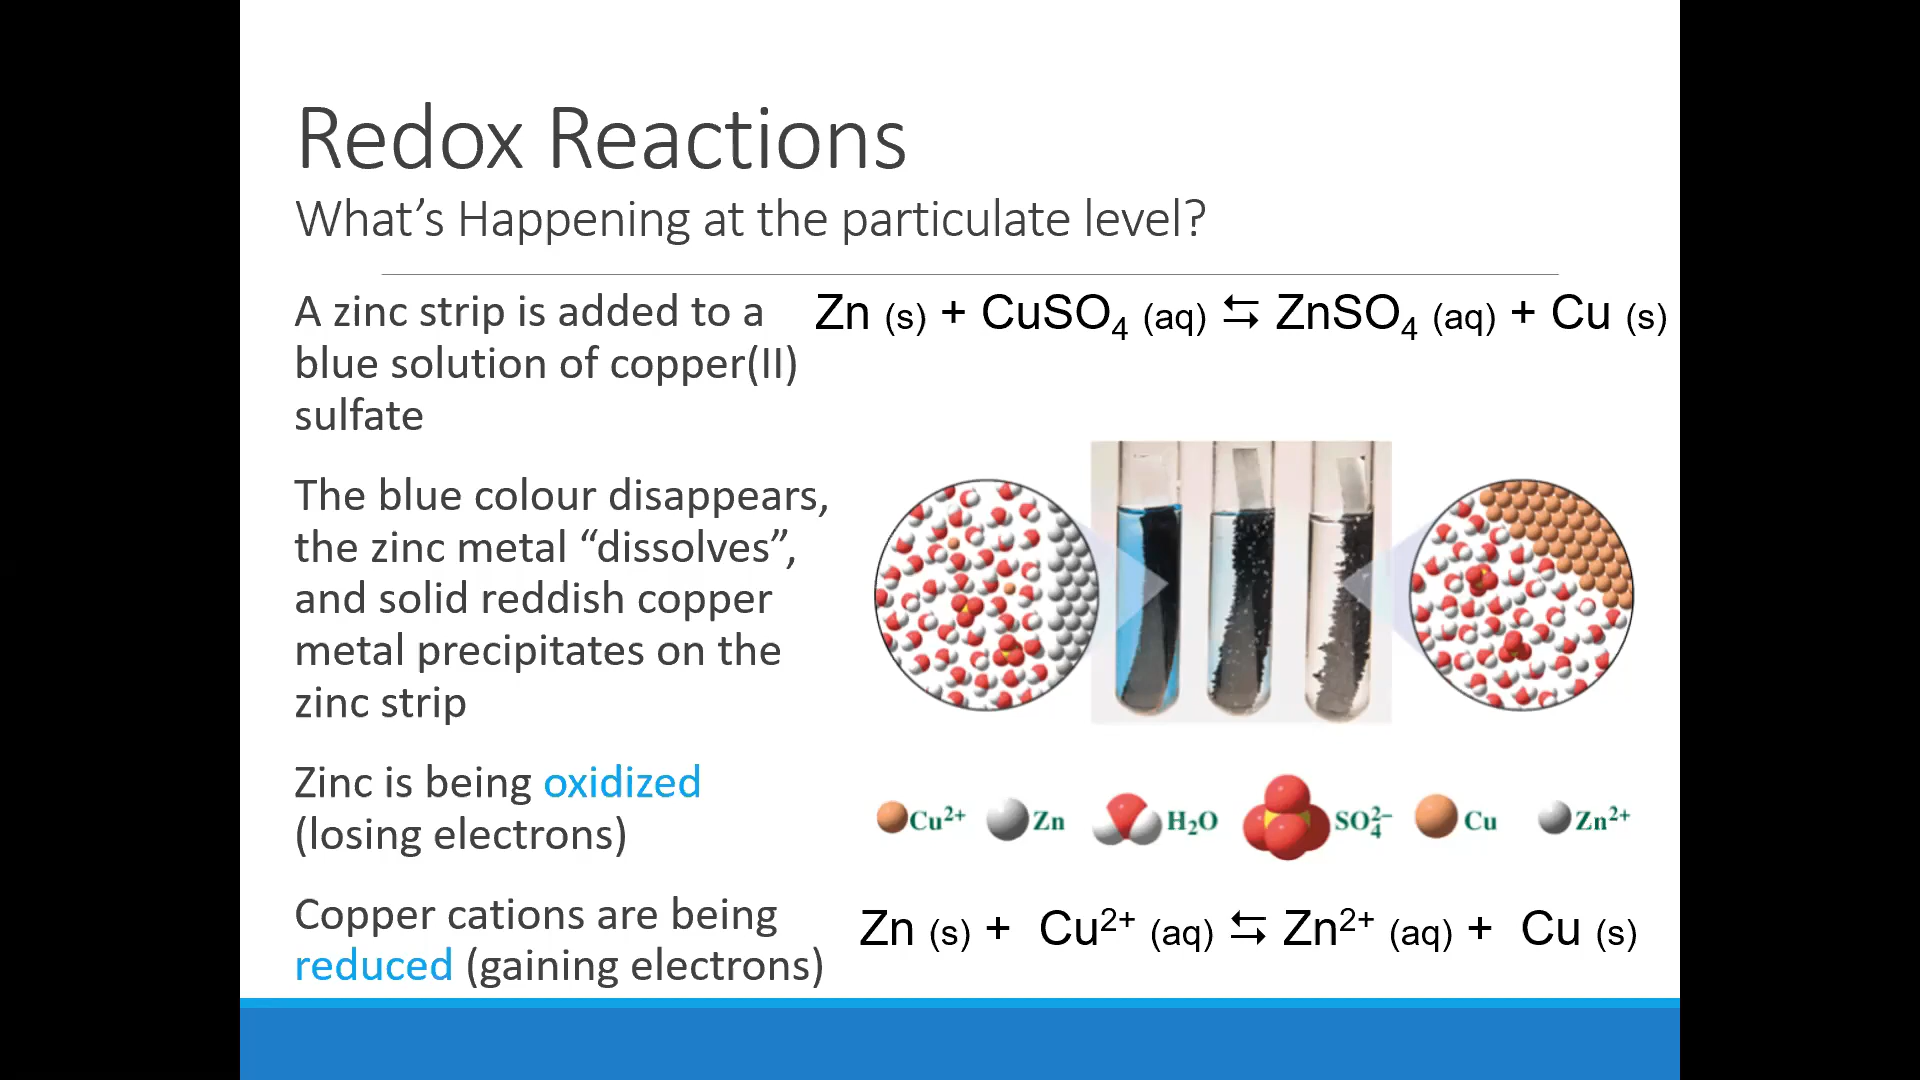 Redox Reactions
What’s Happening at the particulate level?
A zinc strip is added to a
blue solution of copper(II)
sulfate
Zn (s) + CuSO₄ (aq) ⇆ ZnSO₄ (aq) + Cu (s)
The blue colour disappears,
the zinc metal “dissolves”,
and solid reddish copper
metal precipitates on the
zinc strip
Zinc is being oxidized
(losing electrons)
Copper cations are being
reduced (gaining electrons)
Cu²⁺ Zn H₂O SO₄²⁻ Cu Zn²⁺
Zn (s) + Cu²⁺ (aq) ⇆ Zn²⁺ (aq) + Cu (s)